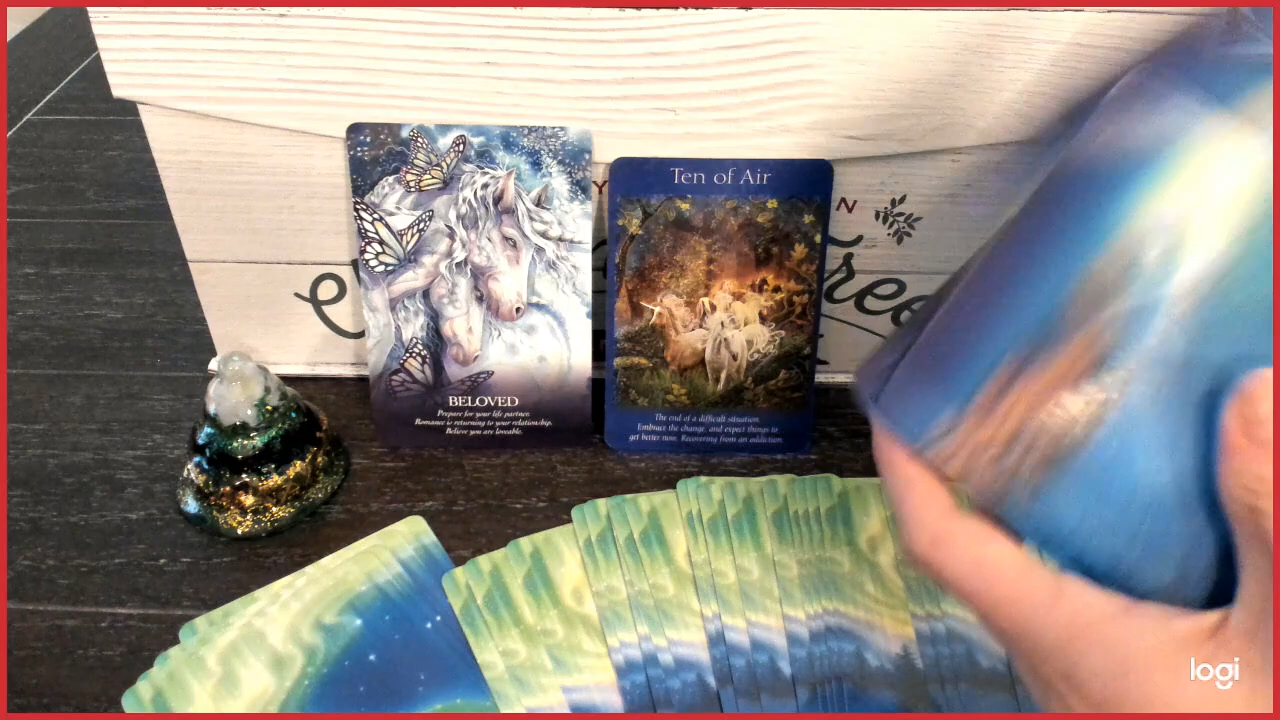 Ten of Air
BELOVED
Prepare for your life partner.
Romance is returning to your relationship.
Believe you are loveable.
The end of a difficult situation.
Embrace the change, and expect things to
get better now. Recovering from an addiction.
Tree
logi